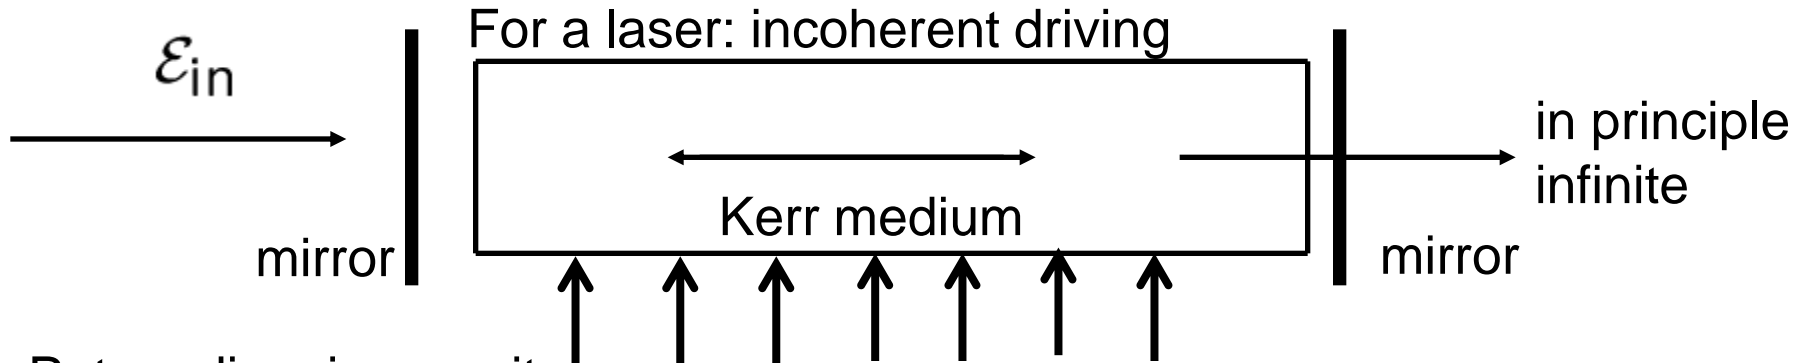 For a laser: incoherent driving
ℰin
in principle
infinite
Kerr medium
mirror
mirror